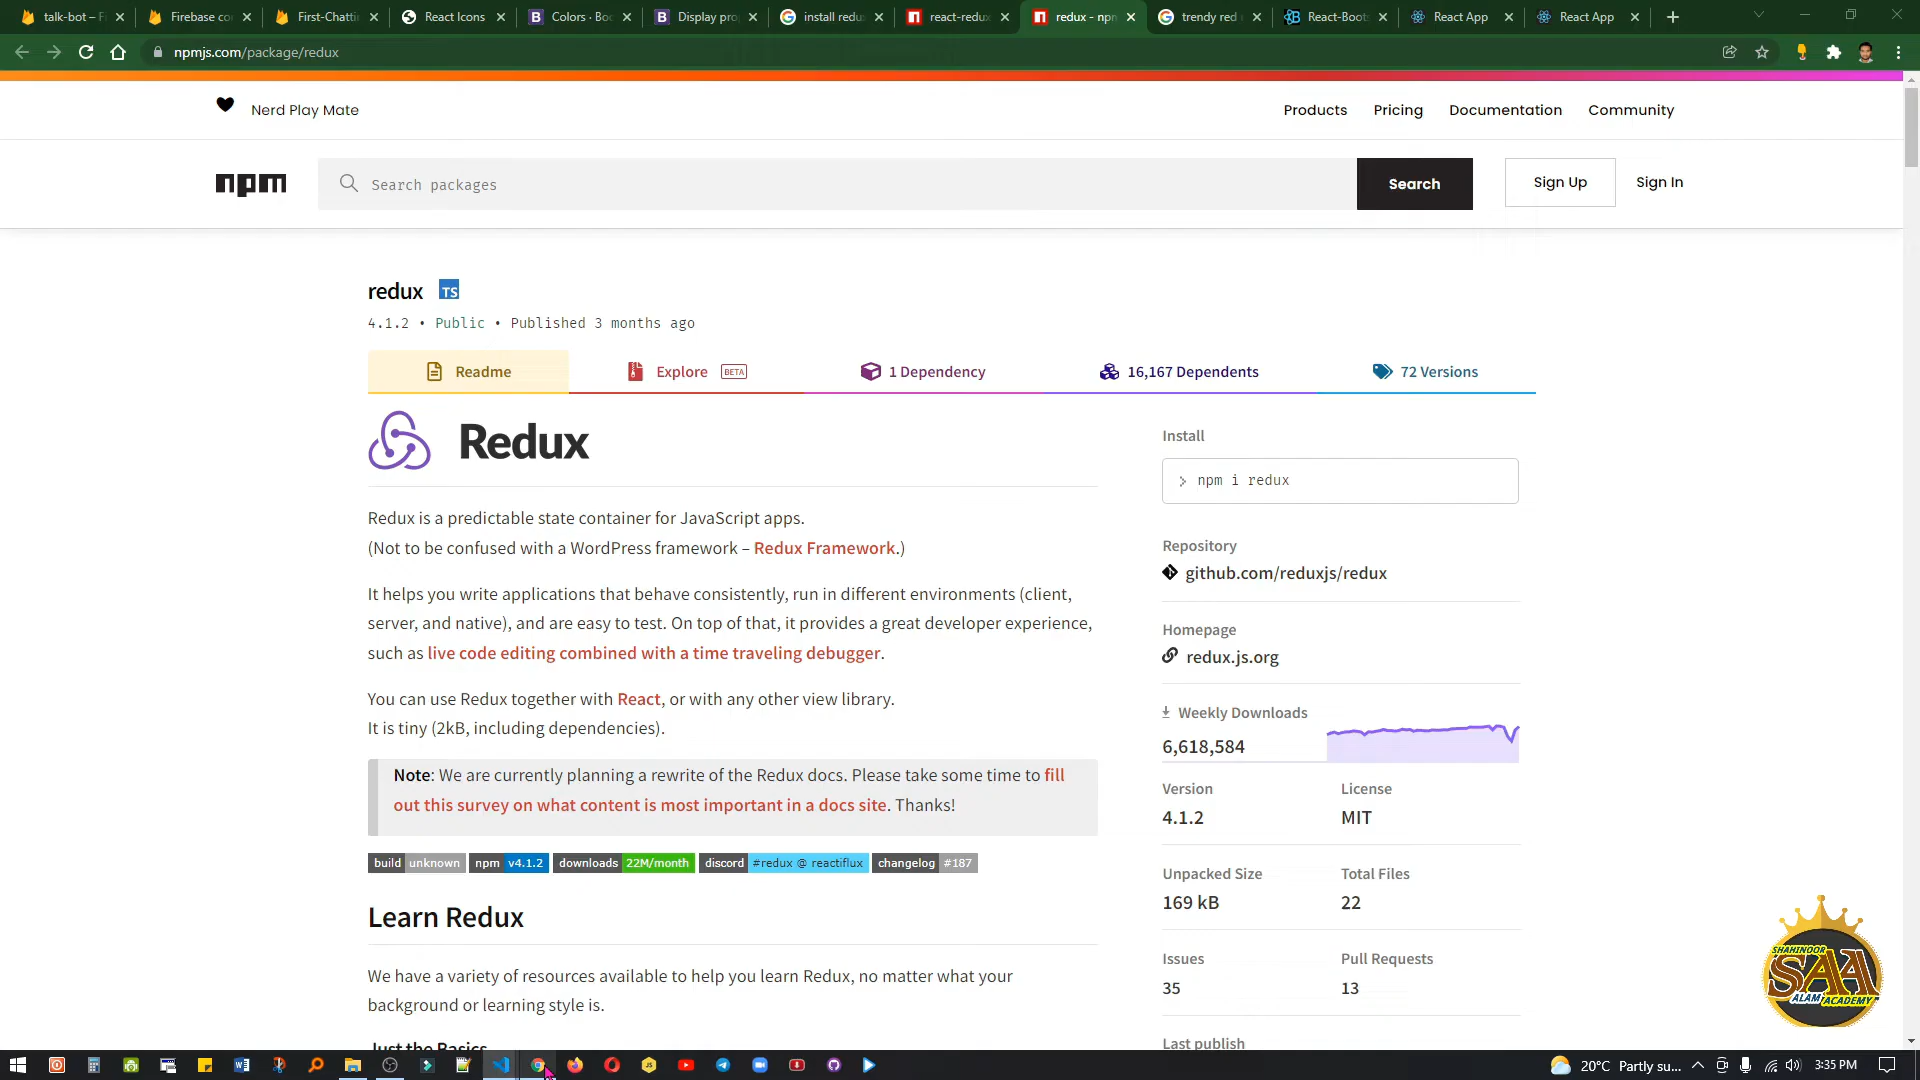 talk-bot – Fi
Firebase co
First-Chatti
React Icons
Colors · Bo
Display pro
install redu
react-redux
redux - npm
trendy red
React-Boots
React App
React App
npmjs.com/package/redux
Nerd Play Mate
Products
Pricing
Documentation
Community
npm
Search packages
Search
Sign Up
Sign In
redux TS
4.1.2 • Public • Published 3 months ago
Readme
Explore BETA
1 Dependency
16,167 Dependents
72 Versions
Redux
Redux is a predictable state container for JavaScript apps.
(Not to be confused with a WordPress framework – Redux Framework.)
It helps you write applications that behave consistently, run in different environments (client,
server, and native), and are easy to test. On top of that, it provides a great developer experience,
such as live code editing combined with a time traveling debugger.
You can use Redux together with React, or with any other view library.
It is tiny (2kB, including dependencies).
Note: We are currently planning a rewrite of the Redux docs. Please take some time to fill
out this survey on what content is most important in a docs site. Thanks!
build unknown npm v4.1.2 downloads 22M/month discord #redux @ reactiflux changelog #187
Learn Redux
We have a variety of resources available to help you learn Redux, no matter what your
background or learning style is.
Just the Basics
Install
> npm i redux
Repository
github.com/reduxjs/redux
Homepage
redux.js.org
Weekly Downloads
6,618,584
Version
License
4.1.2
MIT
Unpacked Size
Total Files
169 kB
22
Issues
Pull Requests
35
13
Last publish
SHAHINOOR
SAA
ALAM ACADEMY
20°C Partly su...
3:35 PM